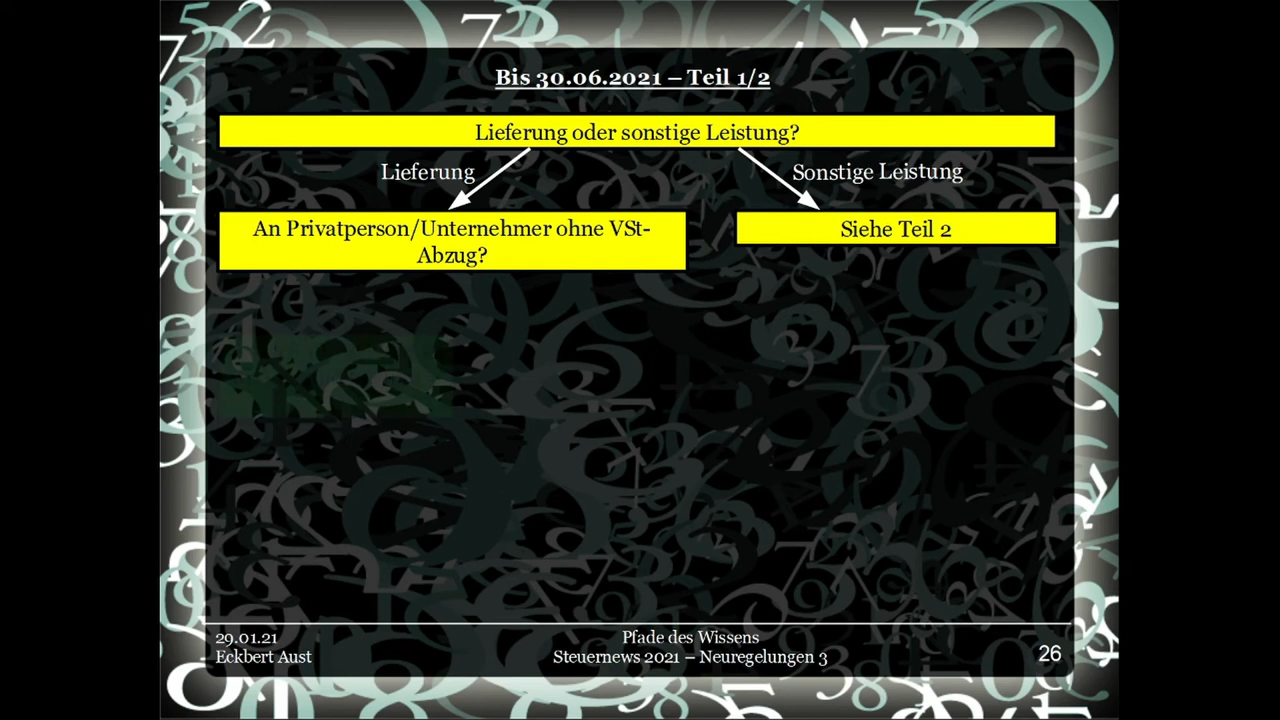 Bis 30.06.2021 – Teil 1/2
Lieferung oder sonstige Leistung?
Lieferung
Sonstige Leistung
An Privatperson/Unternehmer ohne VSt-
Abzug?
Siehe Teil 2
29.01.21
Eckbert Aust
Pfade des Wissens
Steuernews 2021 – Neuregelungen 3
26